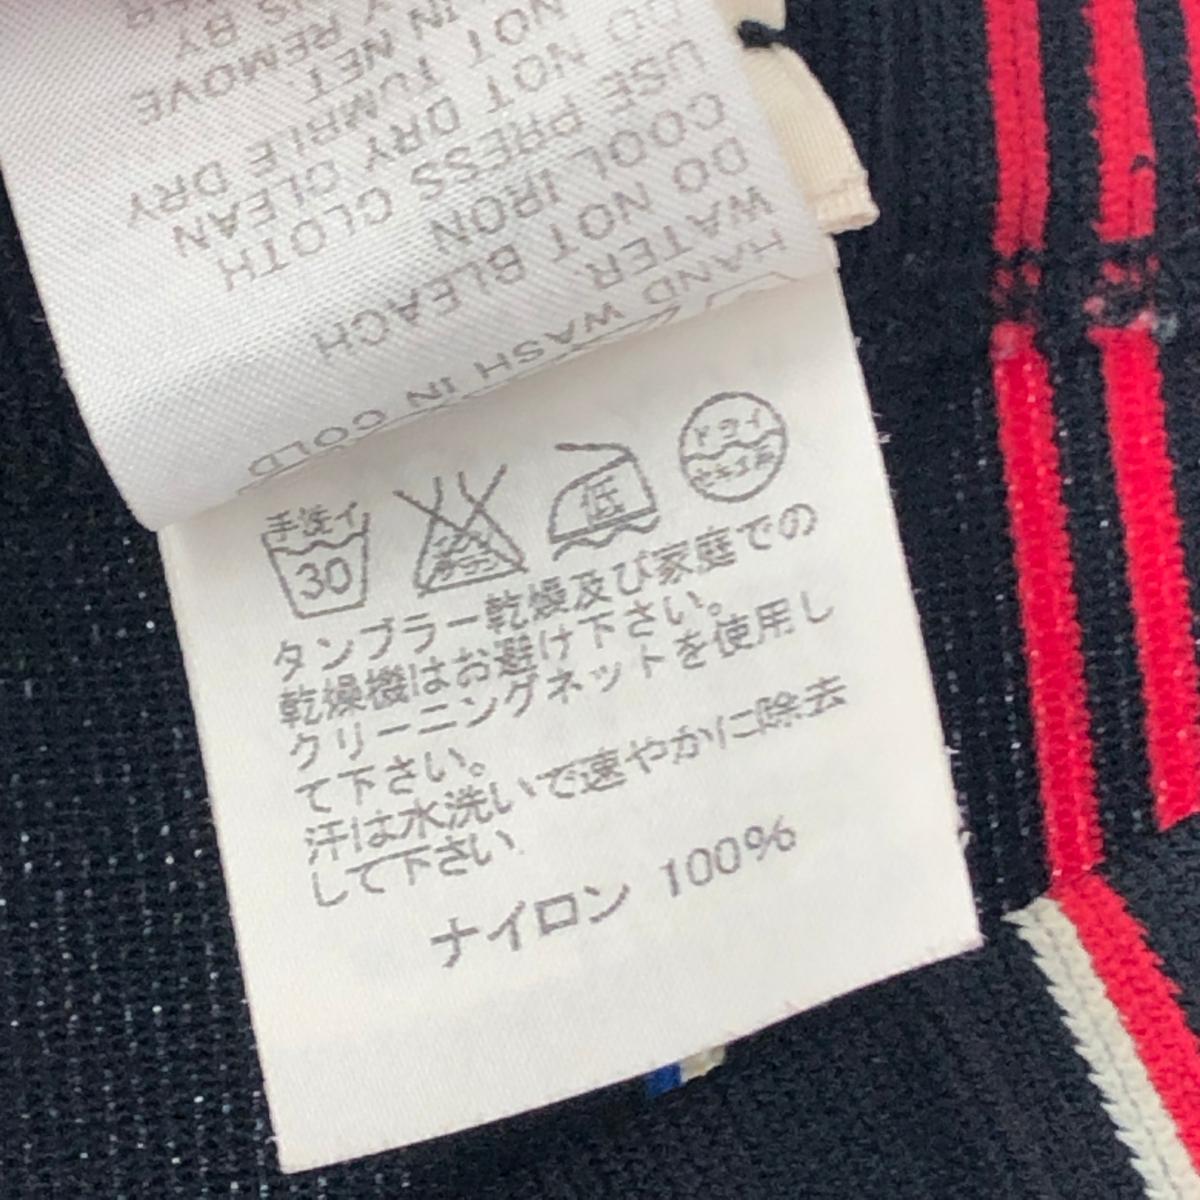 HAND WASH IN COLD
WATER.
DO NOT BLEACH
COOL IRON
USE PRESS CLOTH
DO NOT DRY CLEAN
NOT TUMBLE DRY
IN NET
REMOVE
BY
手洗イ
30
低
ドライ
タンブラー乾燥及び家庭での
乾燥機はお避け下さい。
クリーニングネットを使用し
て下さい。
汗は水洗いで速やかに除去
して下さい
ナイロン 100%